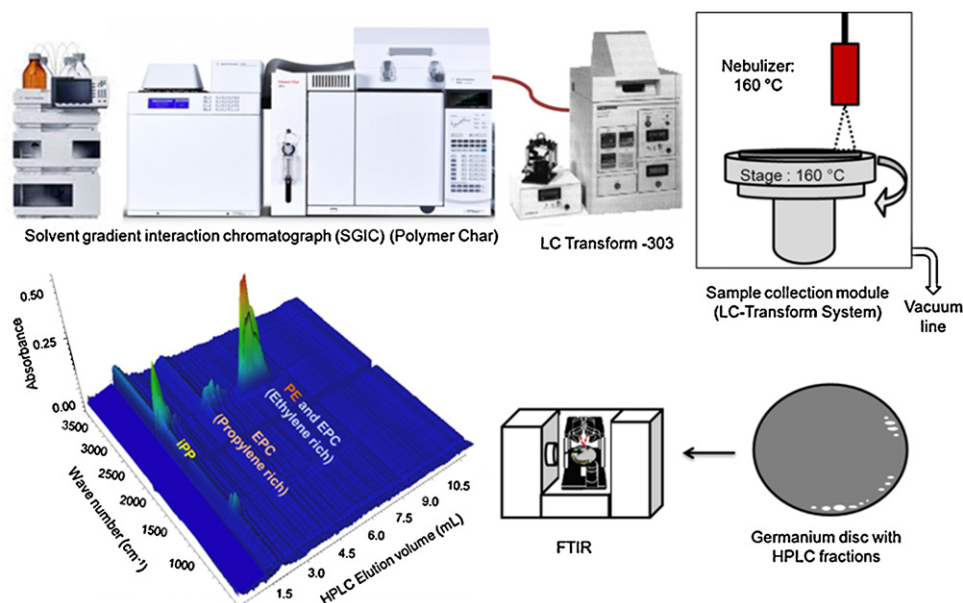 Nebulizer:
160 °C
Stage : 160 °C
Solvent gradient interaction chromatograph (SGIC) (Polymer Char)
LC Transform -303
Sample collection module
(LC-Transform System)
Vacuum
line
0.50
0.25
0.00
Absorbance
3500
3000
2500
2000
1500
1000
Wave number (cm⁻¹)
iPP
EPC
(Propylene rich)
PE and EPC
(Ethylene rich)
1.5
3.0
4.5
6.0
7.5
9.0
10.5
HPLC Elution volume (mL)
FTIR
Germanium disc with
HPLC fractions